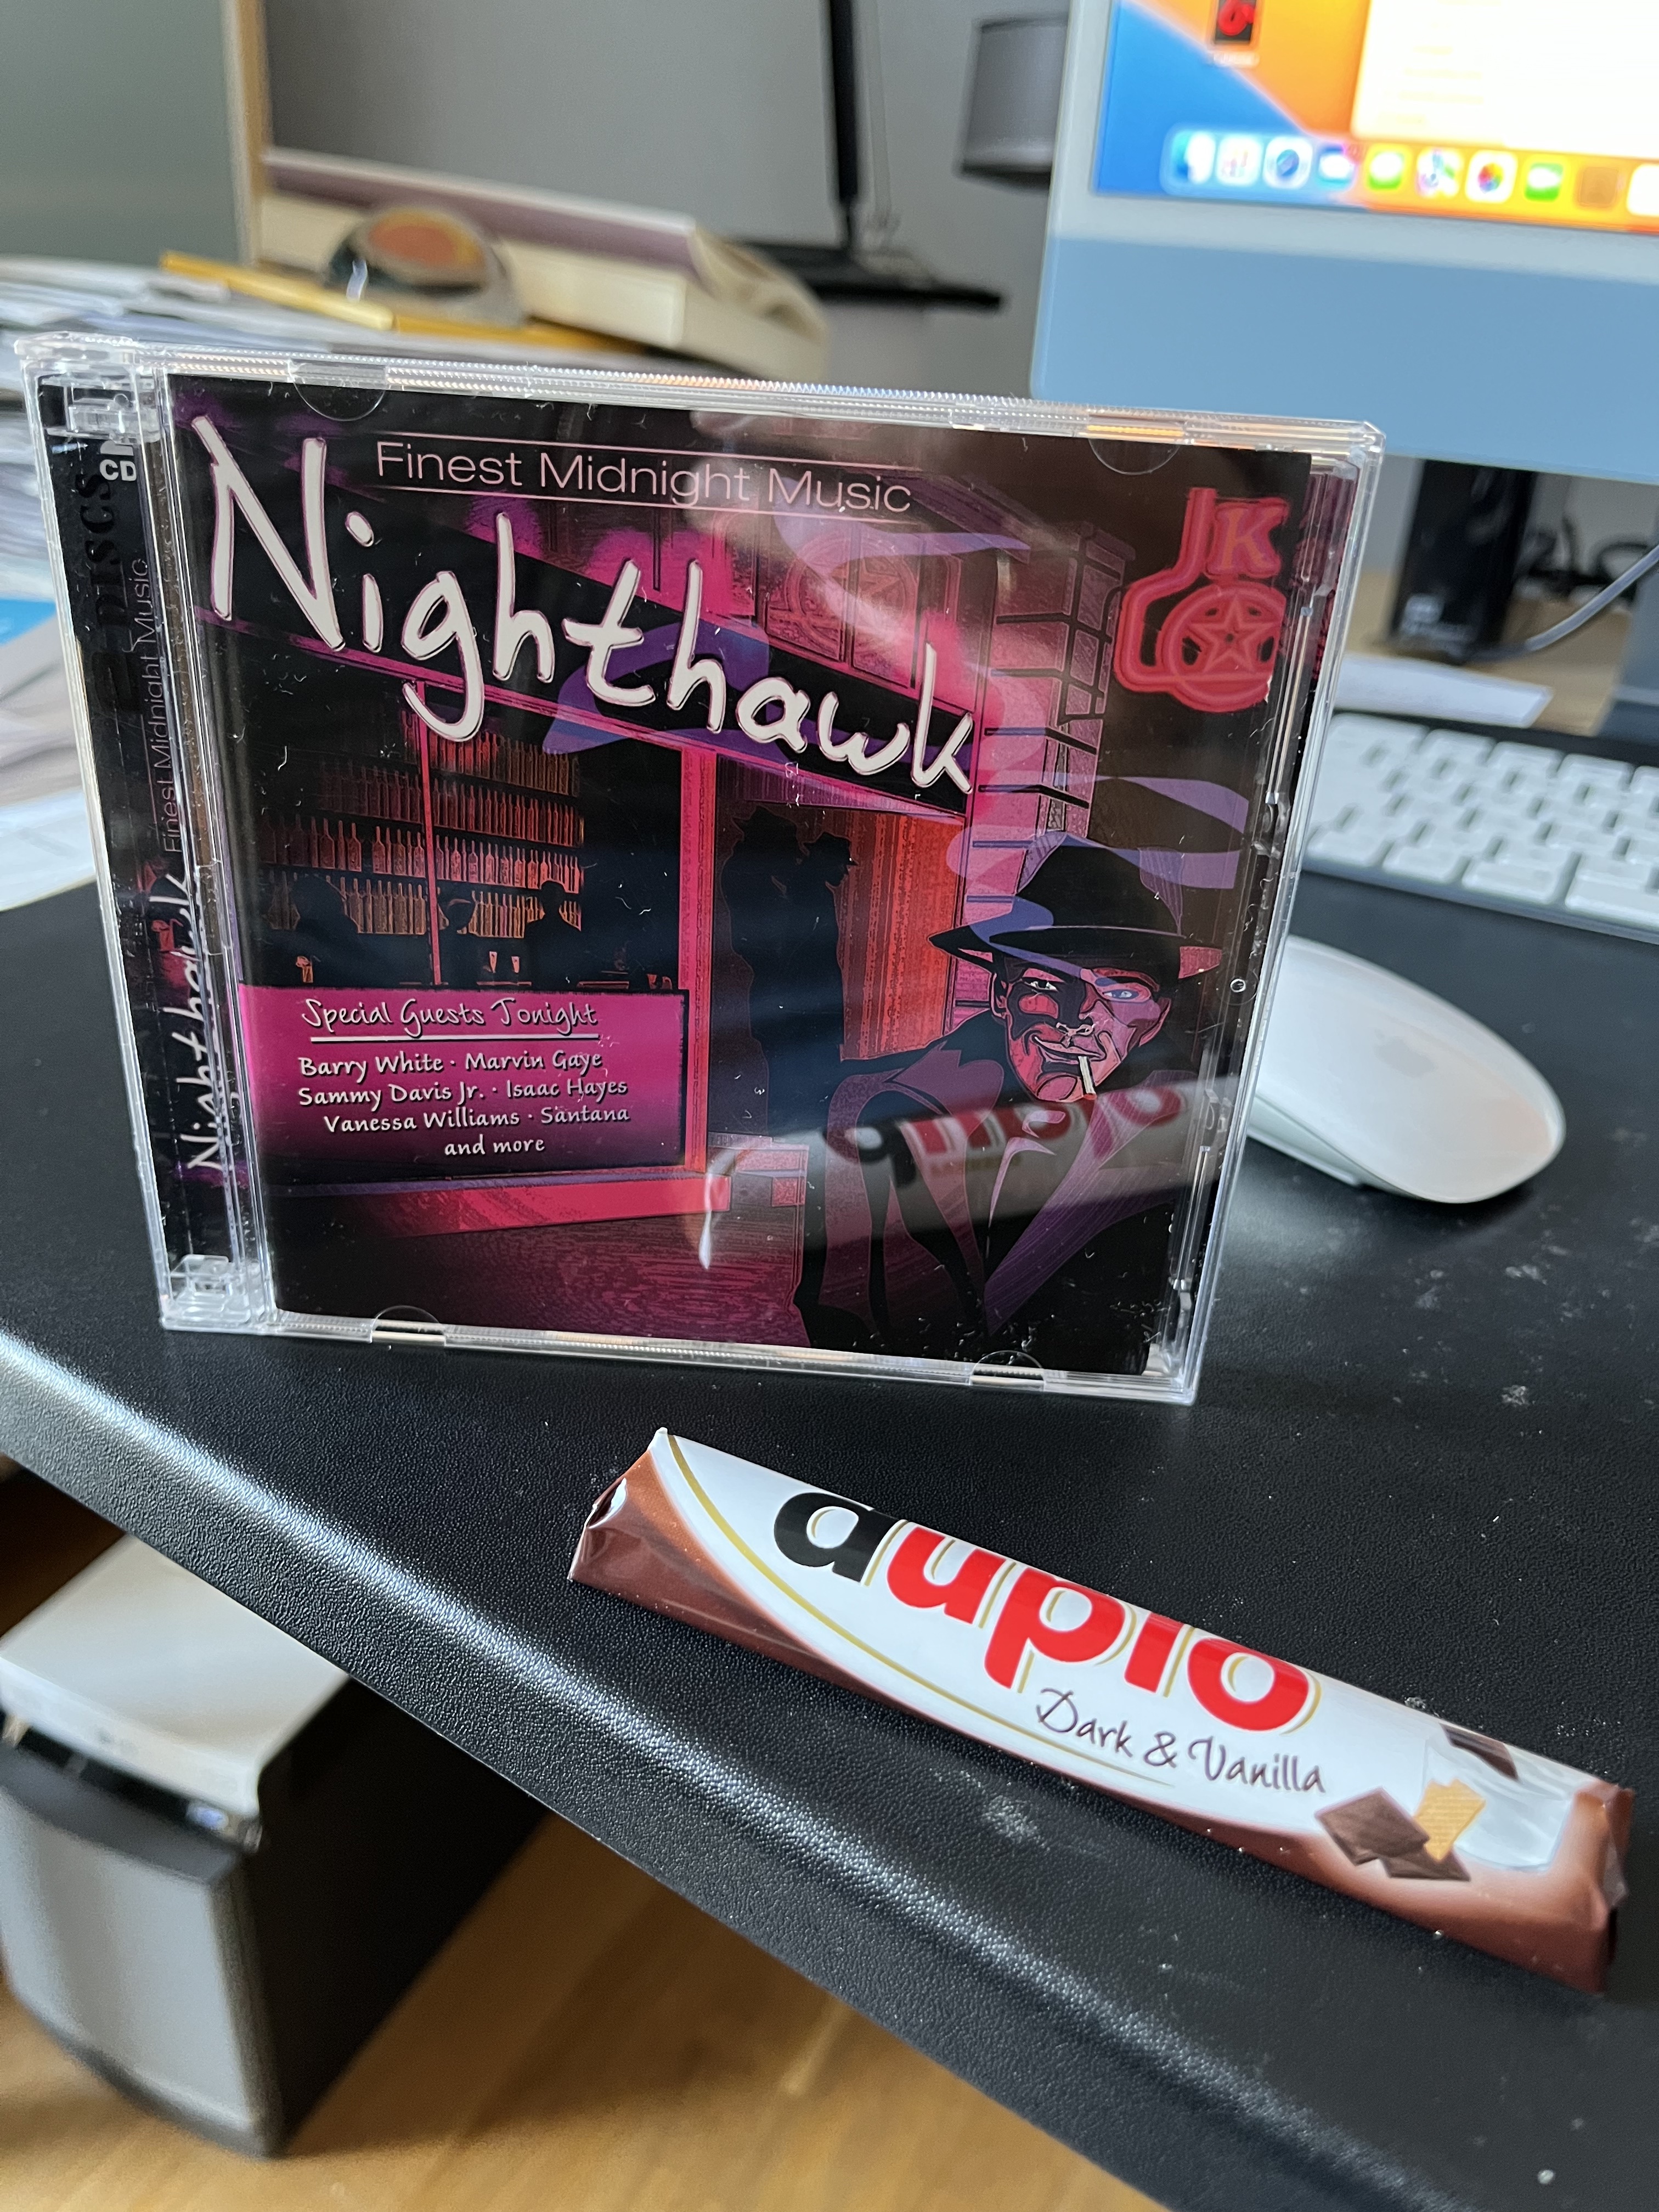 Finest Midnight Music
Nighthawk
JK
Special Guests Tonight
Barry White · Marvin Gaye
Sammy Davis Jr. · Isaac Hayes
Vanessa Williams · Santana
and more
CD
2 DISCS
Nighthawk Finest Midnight Music
duplo
Dark & Vanilla